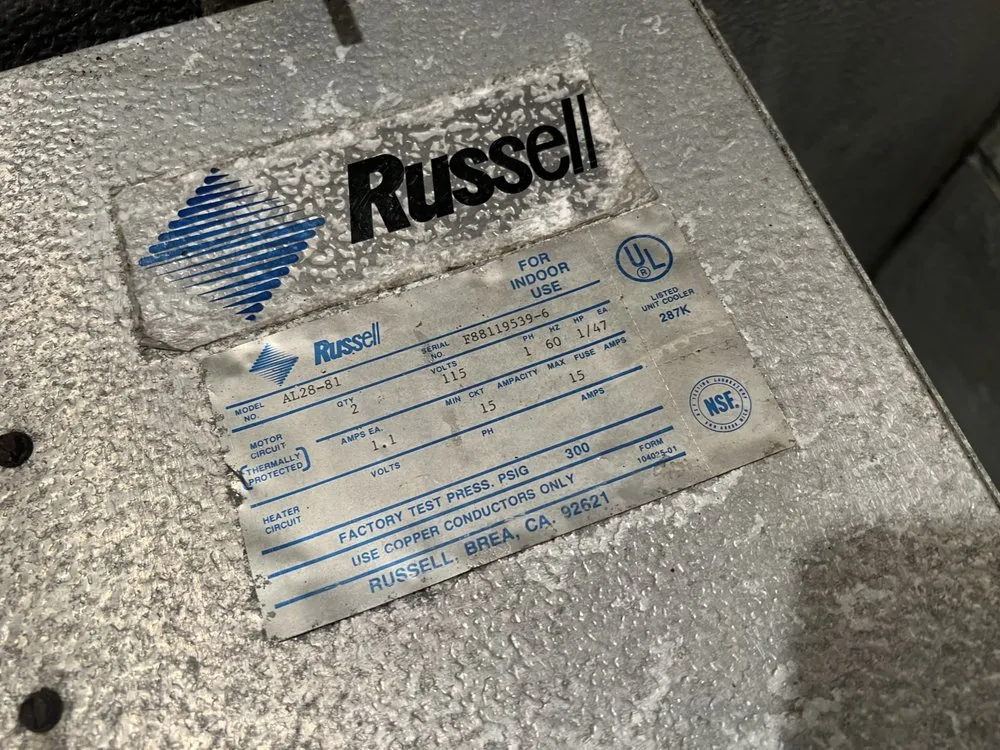 Russell
FOR
INDOOR
USE
UL
®
LISTED
UNIT COOLER
287K
Russell
MODEL NO. AL28-81
SERIAL NO. F88119539-6
MOTOR
CIRCUIT
(THERMALLY
PROTECTED)
QTY VOLTS PH HZ HP EA
2 115 1 60 1/47
AMPS EA. MIN CKT AMPACITY MAX FUSE AMPS
1.1 15 15
HEATER
CIRCUIT
VOLTS PH AMPS
FACTORY TEST PRESS. PSIG 300
FORM
104025-01
USE COPPER CONDUCTORS ONLY
RUSSELL, BREA, CA. 92621
NSF.